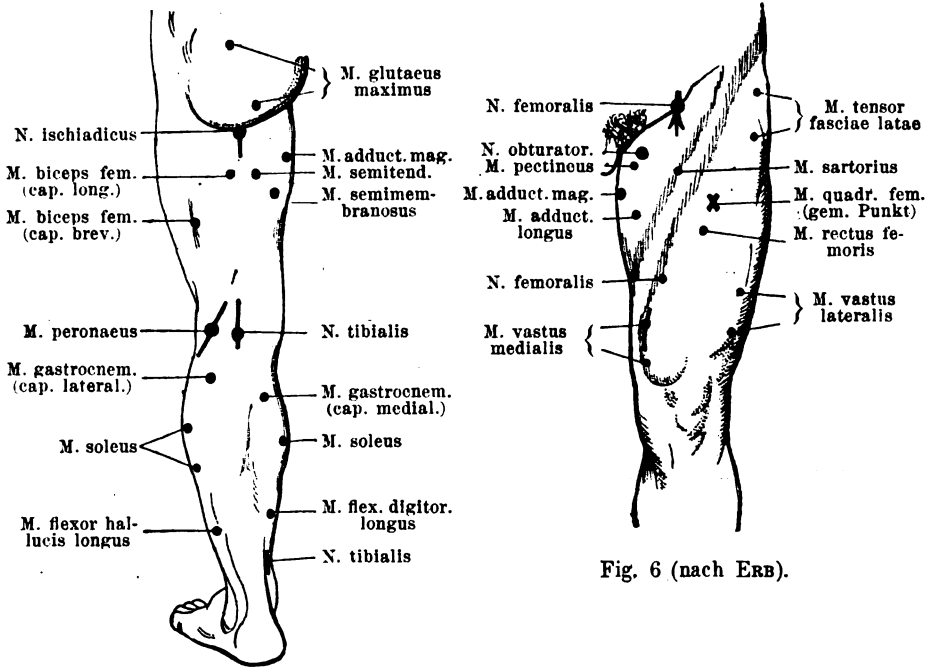 M. glutaeus
maximus
N. ischiadicus
M. biceps fem.
(cap. long.)
M. biceps fem.
(cap. brev.)
M. adduct. mag.
M. semitend.
M. semimem-
branosus
M. peronaeus
N. tibialis
M. gastrocnem.
(cap. lateral.)
M. gastrocnem.
(cap. medial.)
M. soleus
M. soleus
M. flexor hal-
lucis longus
M. flex. digitor.
longus
N. tibialis
N. femoralis
N. obturator.
M. pectineus
M. adduct. mag.
M. adduct.
longus
N. femoralis
M. vastus
medialis
M. tensor
fasciae latae
M. sartorius
M. quadr. fem.
(gem. Punkt)
M. rectus fe-
moris
M. vastus
lateralis
Fig. 6 (nach ERB).